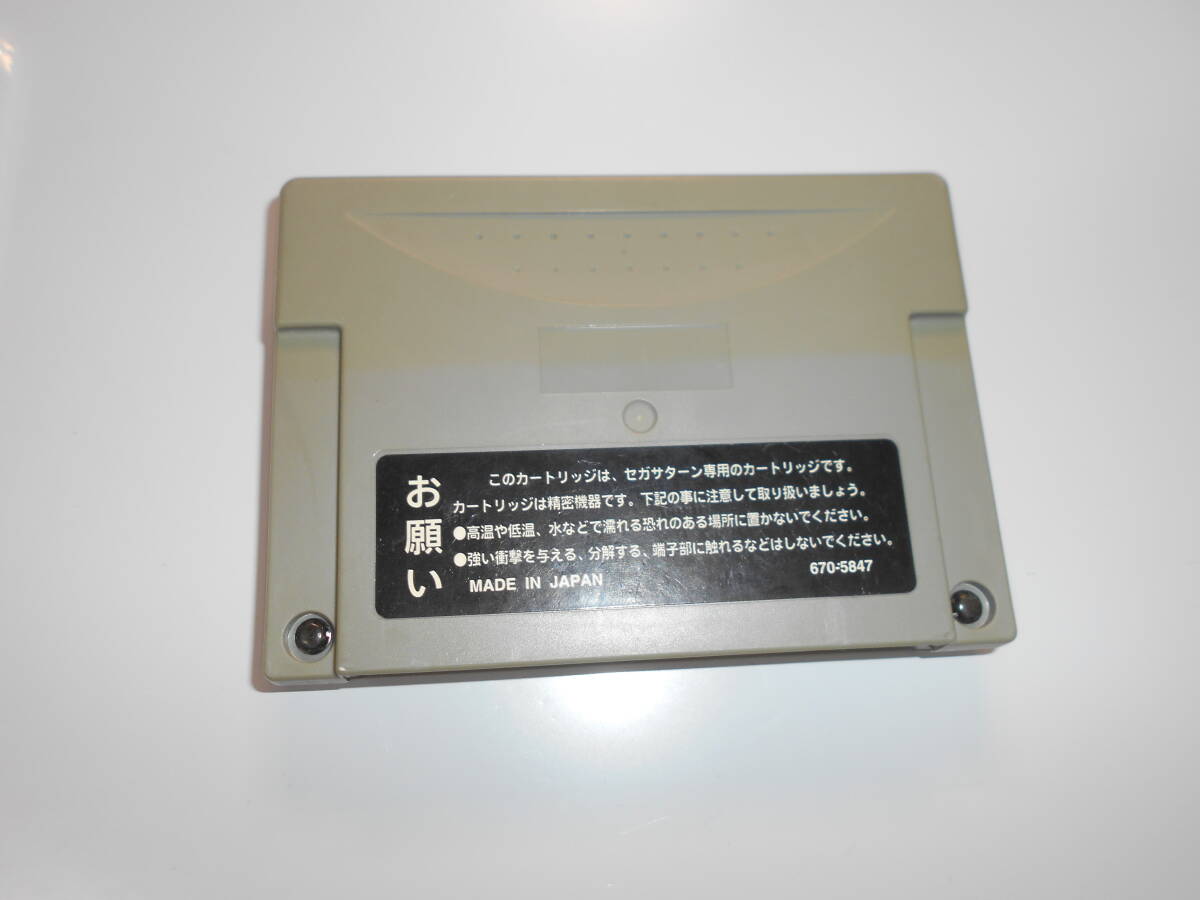 お願い
このカートリッジは、セガサターン専用のカートリッジです。
カートリッジは精密機器です。下記の事に注意して取り扱いましょう。
●高温や低温、水などで濡れる恐れのある場所に置かないでください。
●強い衝撃を与える、分解する、端子部に触れるなどはしないでください。
MADE IN JAPAN
670-5847